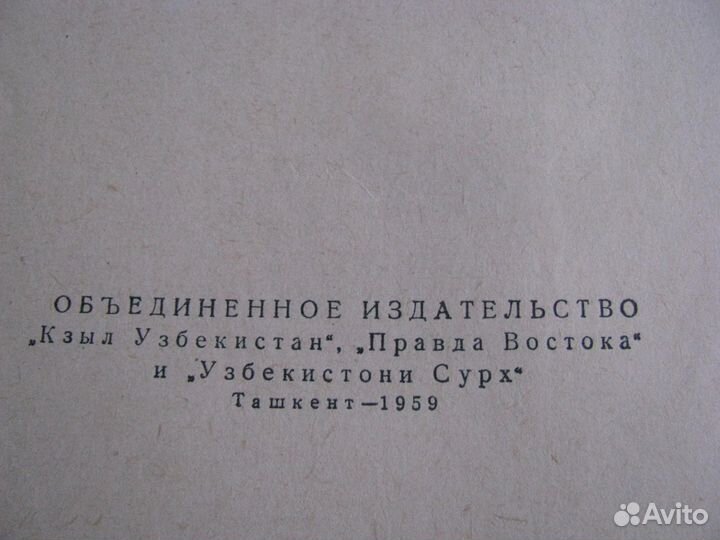 ОБЪЕДИНЕННОЕ ИЗДАТЕЛЬСТВО
„Кзыл Узбекистан“, „Правда Востока“
и „Узбекистони Сурх“
Ташкент—1959
Avito